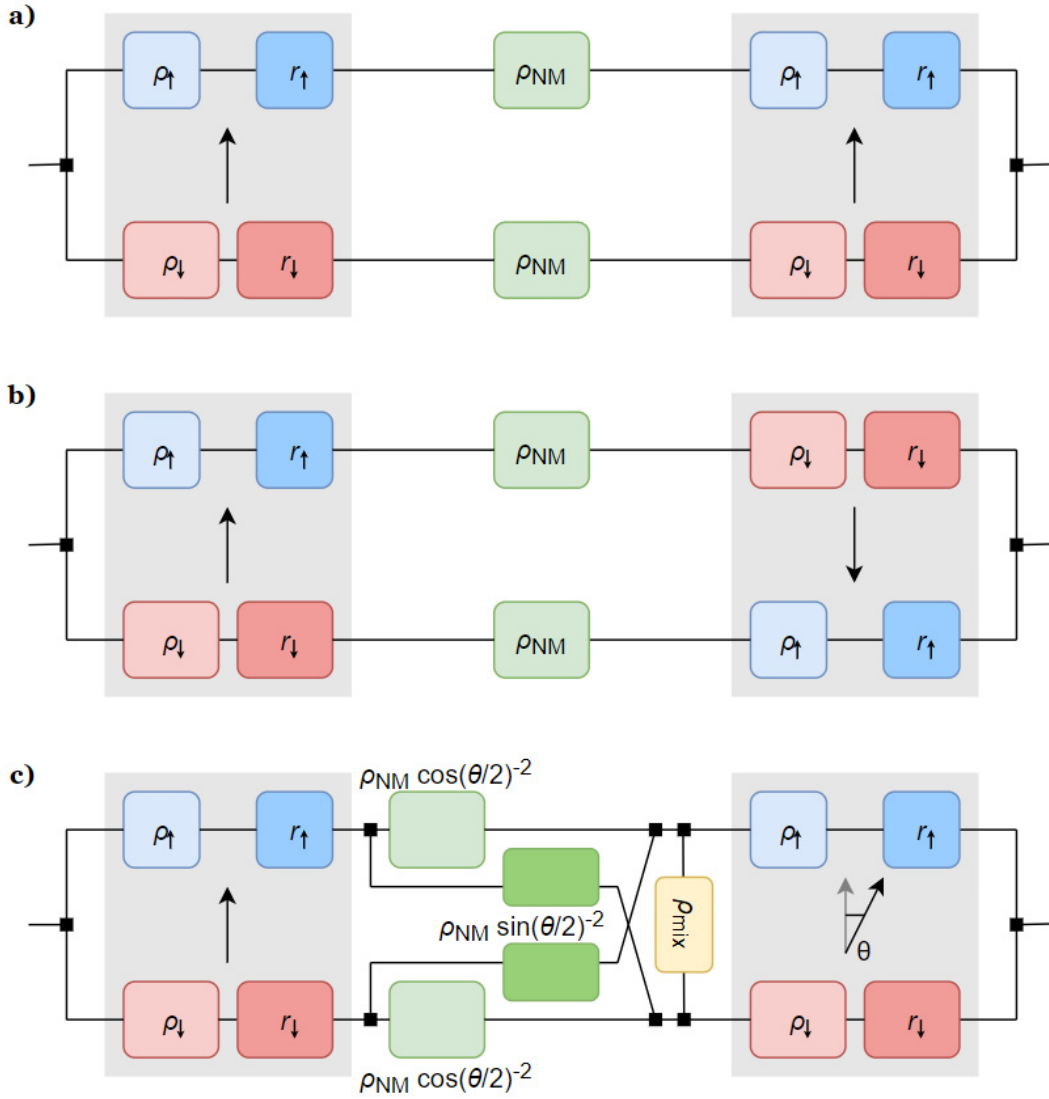 a)
ρ↑ r↑ ρNM ρ↑ r↑
ρ↓ r↓ ρNM ρ↓ r↓
b)
ρ↑ r↑ ρNM ρ↓ r↓
ρ↓ r↓ ρNM ρ↑ r↑
c)
ρNM cos(θ/2)-2
ρ↑ r↑ ρ↑ r↑
ρmix
ρNM sin(θ/2)-2
θ
ρ↓ r↓ ρ↓ r↓
ρNM cos(θ/2)-2